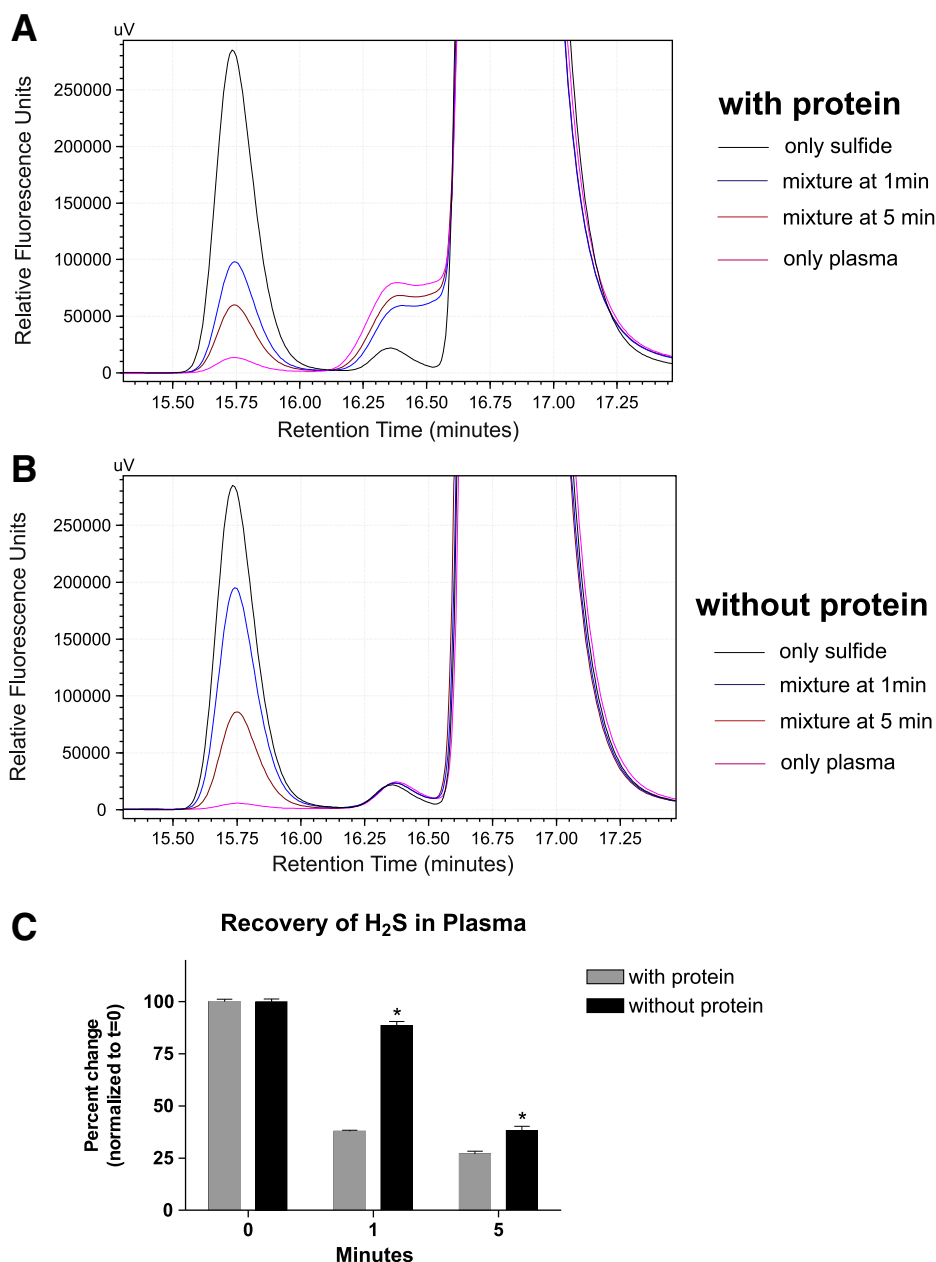 A
uV
Relative Fluorescence Units
250000
200000
150000
100000
50000
0
15.50 15.75 16.00 16.25 16.50 16.75 17.00 17.25
Retention Time (minutes)
with protein
only sulfide
mixture at 1min
mixture at 5 min
only plasma
B
uV
Relative Fluorescence Units
250000
200000
150000
100000
50000
0
15.50 15.75 16.00 16.25 16.50 16.75 17.00 17.25
Retention Time (minutes)
without protein
only sulfide
mixture at 1min
mixture at 5 min
only plasma
C
Recovery of H₂S in Plasma
Percent change
(normalized to t=0)
100
75
50
25
0
* *
0 1 5
Minutes
with protein
without protein